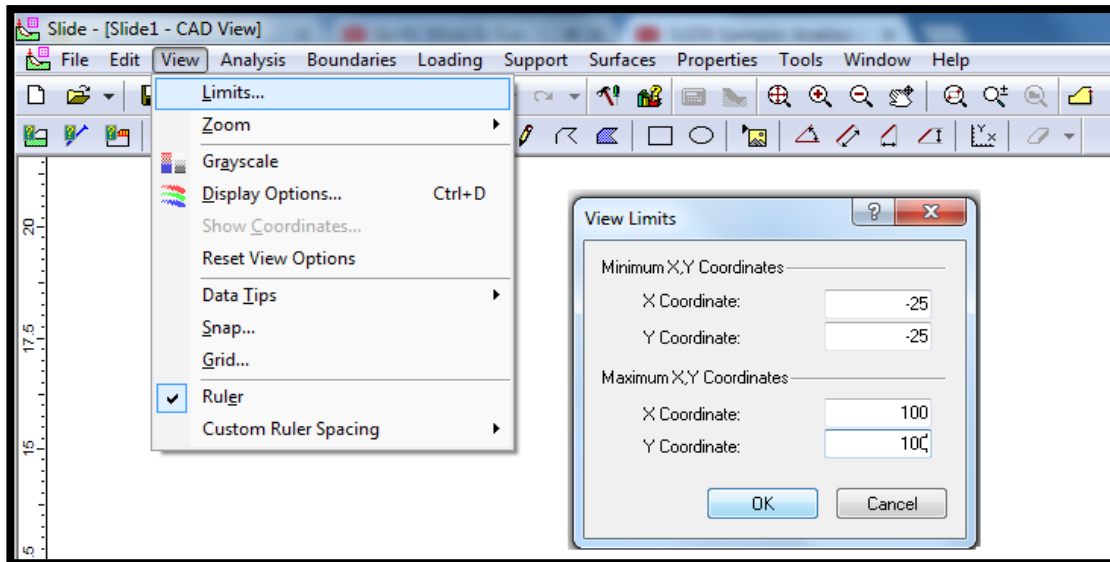 Slide - [Slide1 - CAD View]
File Edit View Analysis Boundaries Loading Support Surfaces Properties Tools Window Help
Limits...
Zoom
Grayscale
Display Options... Ctrl+D
Show Coordinates...
Reset View Options
Data Tips
Snap...
Grid...
Ruler
Custom Ruler Spacing
20
17.5
15
.5
View Limits
Minimum X,Y Coordinates
X Coordinate: -25
Y Coordinate: -25
Maximum X,Y Coordinates
X Coordinate: 100
Y Coordinate: 100
OK Cancel